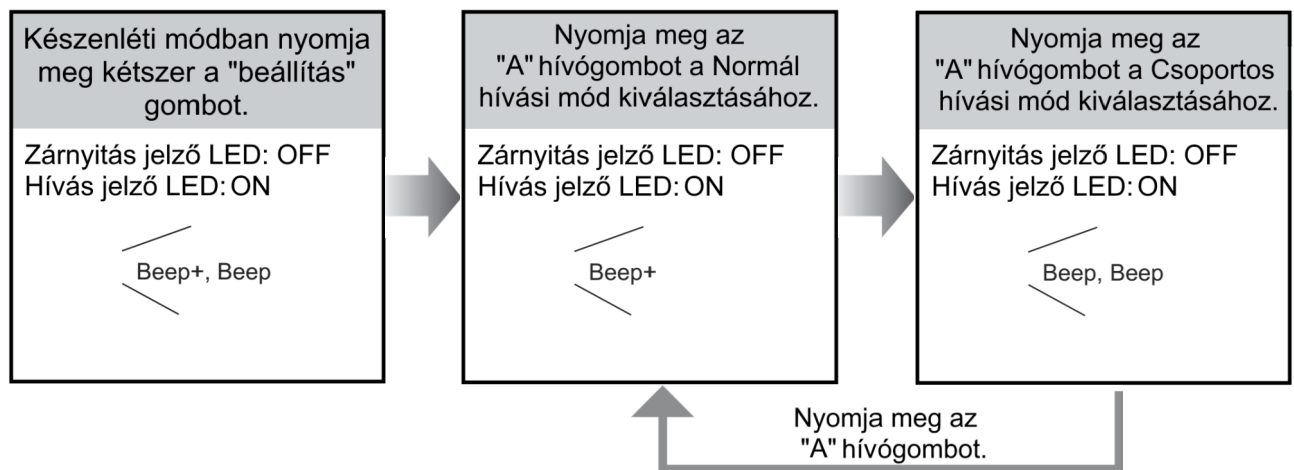 Készenléti módban nyomja
meg kétszer a "beállítás"
gombot.
Zárnyitás jelző LED: OFF
Hívás jelző LED: ON
Beep+, Beep
Nyomja meg az
"A" hívógombot a Normál
hívási mód kiválasztásához.
Zárnyitás jelző LED: OFF
Hívás jelző LED: ON
Beep+
Nyomja meg az
"A" hívógombot a Csoportos
hívási mód kiválasztásához.
Zárnyitás jelző LED: OFF
Hívás jelző LED: ON
Beep, Beep
Nyomja meg az
"A" hívógombot.